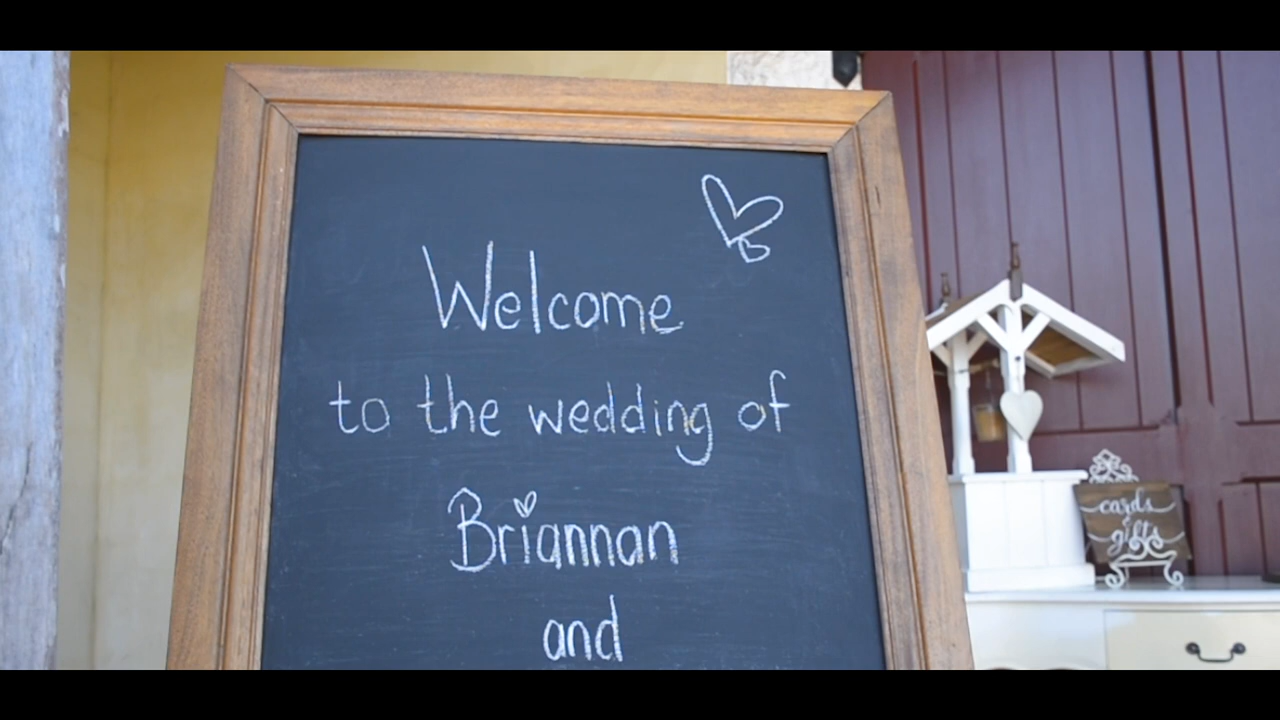 Welcome
to the wedding of
Briannan
and
cards
&
gifts